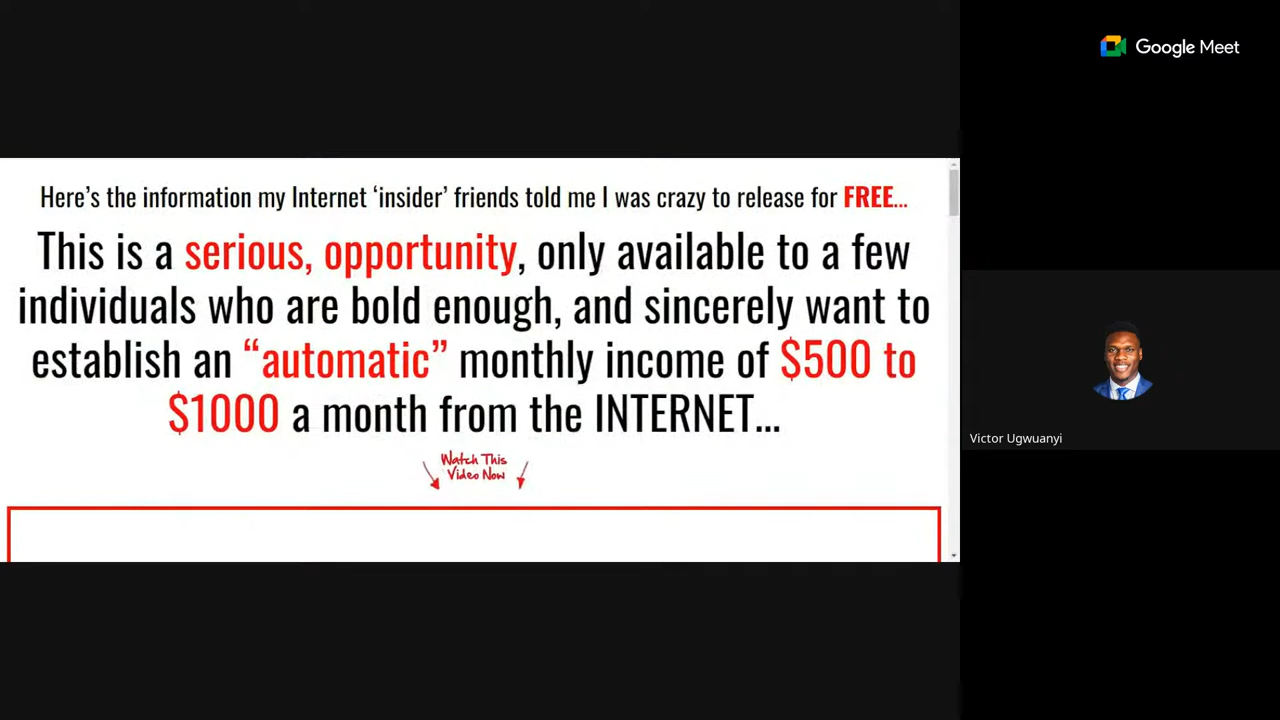 Google Meet
Here's the information my Internet ‘insider’ friends told me I was crazy to release for FREE...
This is a serious, opportunity, only available to a few
individuals who are bold enough, and sincerely want to
establish an “automatic” monthly income of $500 to
$1000 a month from the INTERNET...
Watch This
Video Now
Victor Ugwuanyi